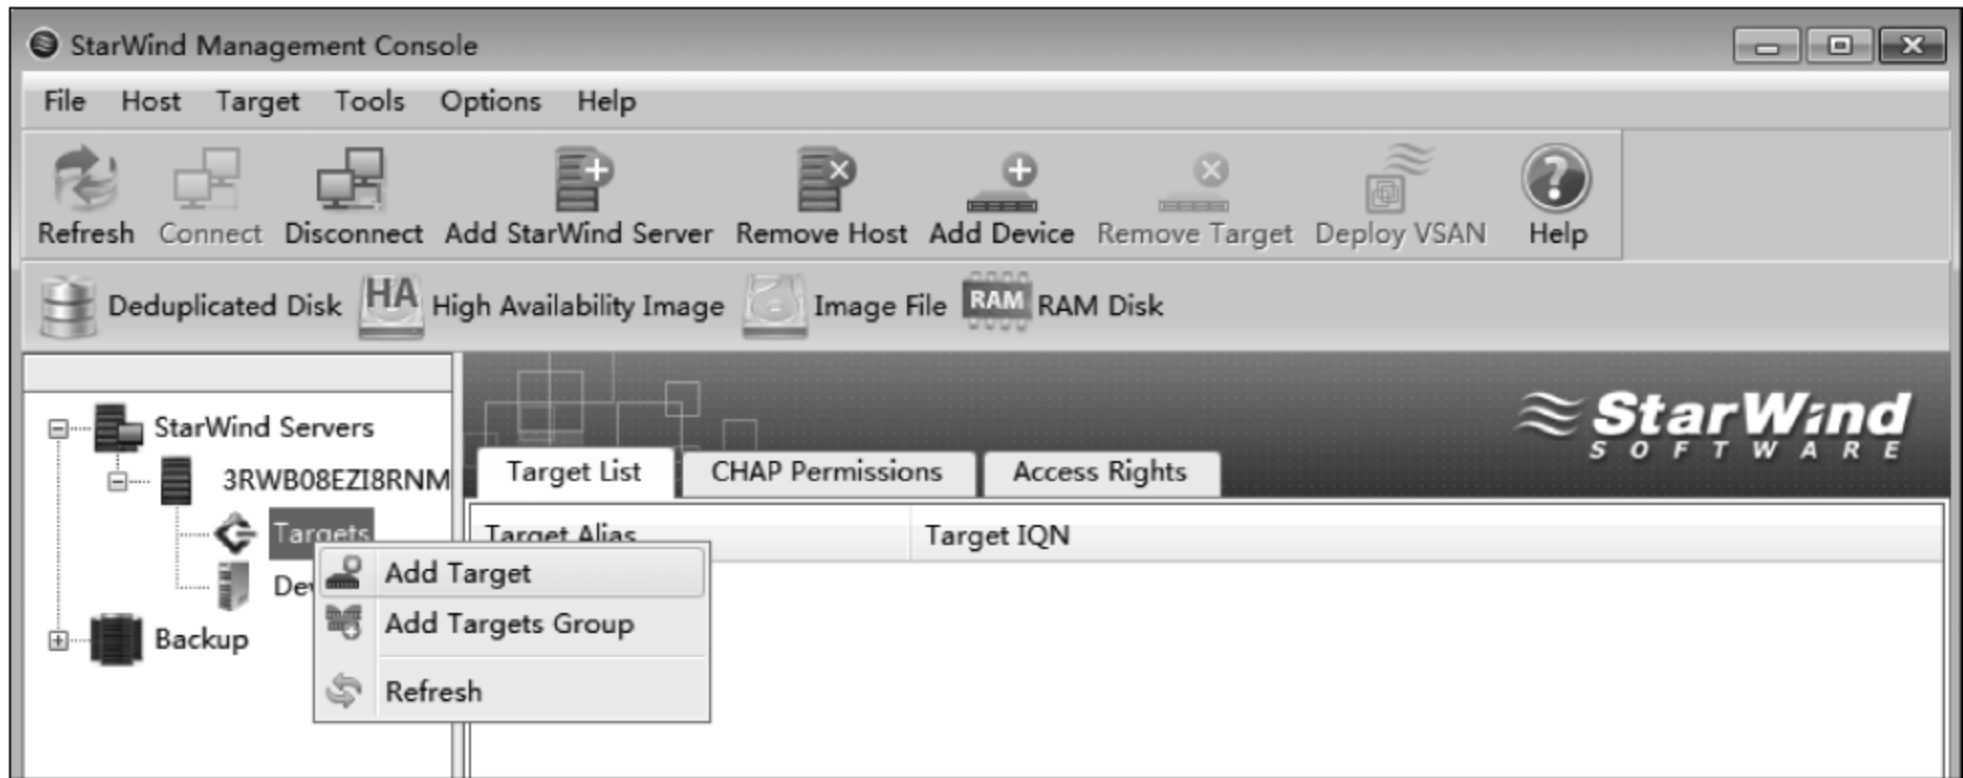 StarWind Management Console
File Host Target Tools Options Help
Refresh Connect Disconnect Add StarWind Server Remove Host Add Device Remove Target Deploy VSAN Help
Deduplicated Disk HA High Availability Image Image File RAM RAM Disk
StarWind
SOFTWARE
StarWind Servers
3RWB08EZI8RNM
Targets
Dev
Backup
Target List CHAP Permissions Access Rights
Target Alias Target IQN
Add Target
Add Targets Group
Refresh